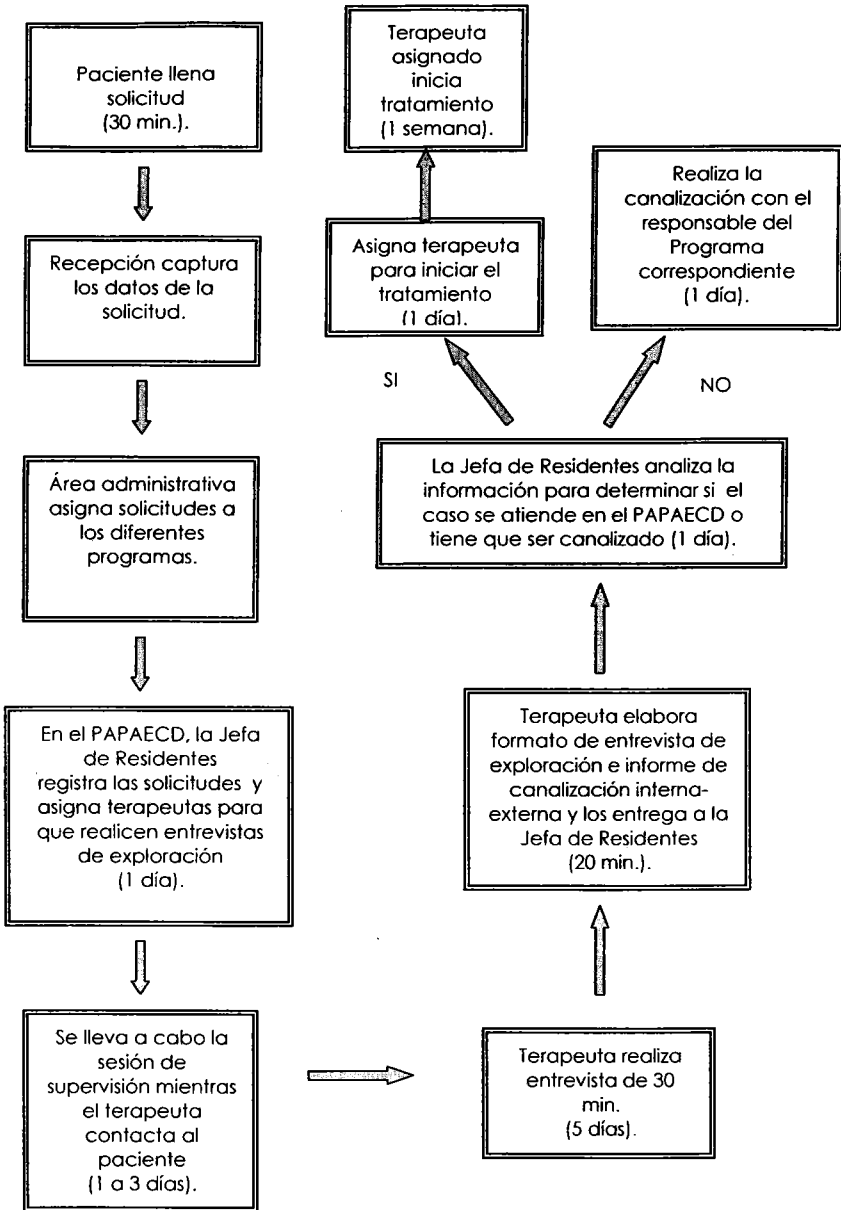 Paciente llena
solicitud
(30 min.).
Recepción captura
los datos de la
solicitud.
Área administrativa
asigna solicitudes a
los diferentes
programas.
En el PAPAECD, la Jefa
de Residentes
registra las solicitudes y
asigna terapeutas para
que realicen entrevistas
de exploración
(1 día).
Se lleva a cabo la
sesión de
supervisión mientras
el terapeuta
contacta al
paciente
(1 a 3 días).
Terapeuta realiza
entrevista de 30
min.
(5 días).
Terapeuta elabora
formato de entrevista de
exploración e informe de
canalización interna-
externa y los entrega a la
Jefa de Residentes
(20 min.).
La Jefa de Residentes analiza la
información para determinar si el
caso se atiende en el PAPAECD o
tiene que ser canalizado (1 día).
SI
NO
Asigna terapeuta
para iniciar el
tratamiento
(1 día).
Terapeuta
asignado
inicia
tratamiento
(1 semana).
Realiza la
canalización con el
responsable del
Programa
correspondiente
(1 día).